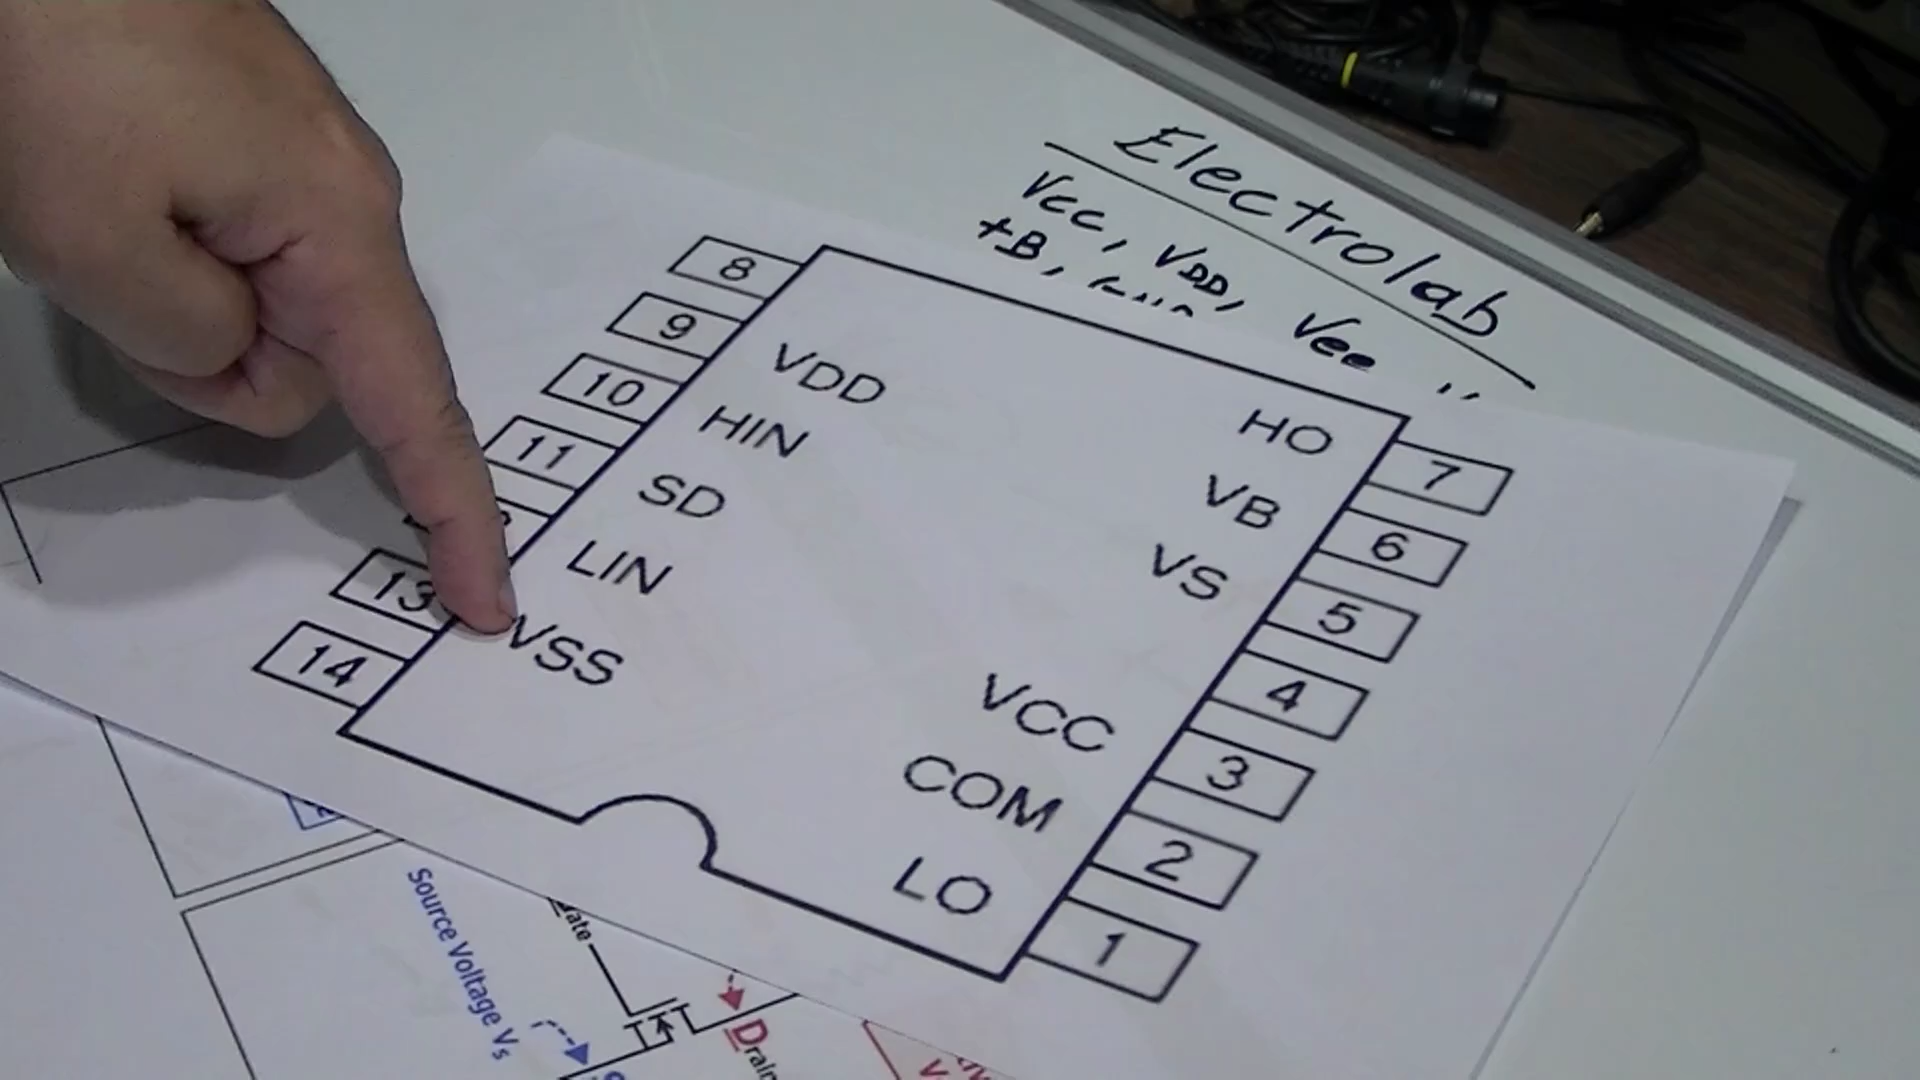 Electrolab
Vcc, VDD, Vee "
+B,
8
9
10
11
13
14
VDD
HIN
SD
LIN
VSS
HO
VB
VS
VCC
COM
LO
7
6
5
4
3
2
1
Source Voltage Vs
Drain